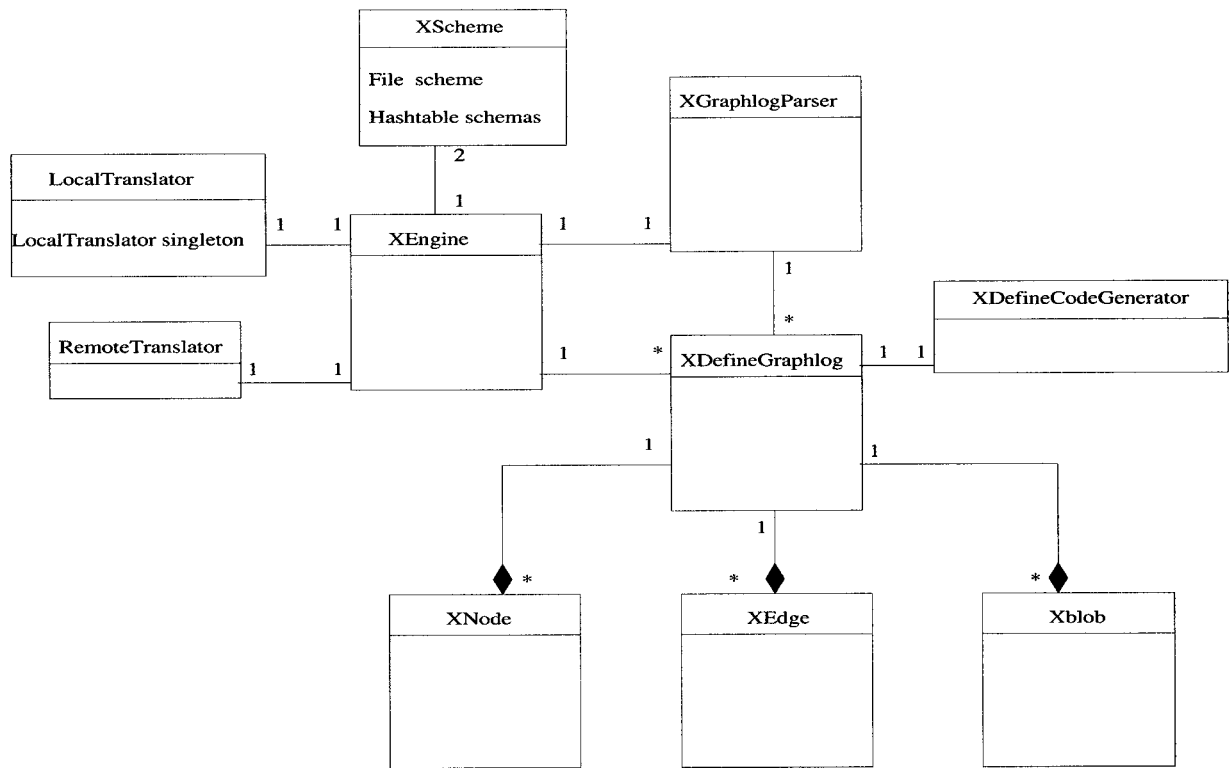 XScheme
File scheme
Hashtable schemas
XGraphlogParser
2
LocalTranslator
LocalTranslator singleton
1
1
1
XEngine
1
1
1
XDefineCodeGenerator
*
RemoteTranslator
1
1
1
*
XDefineGraphlog
1
1
1
1
1
*
*
*
XNode
XEdge
Xblob